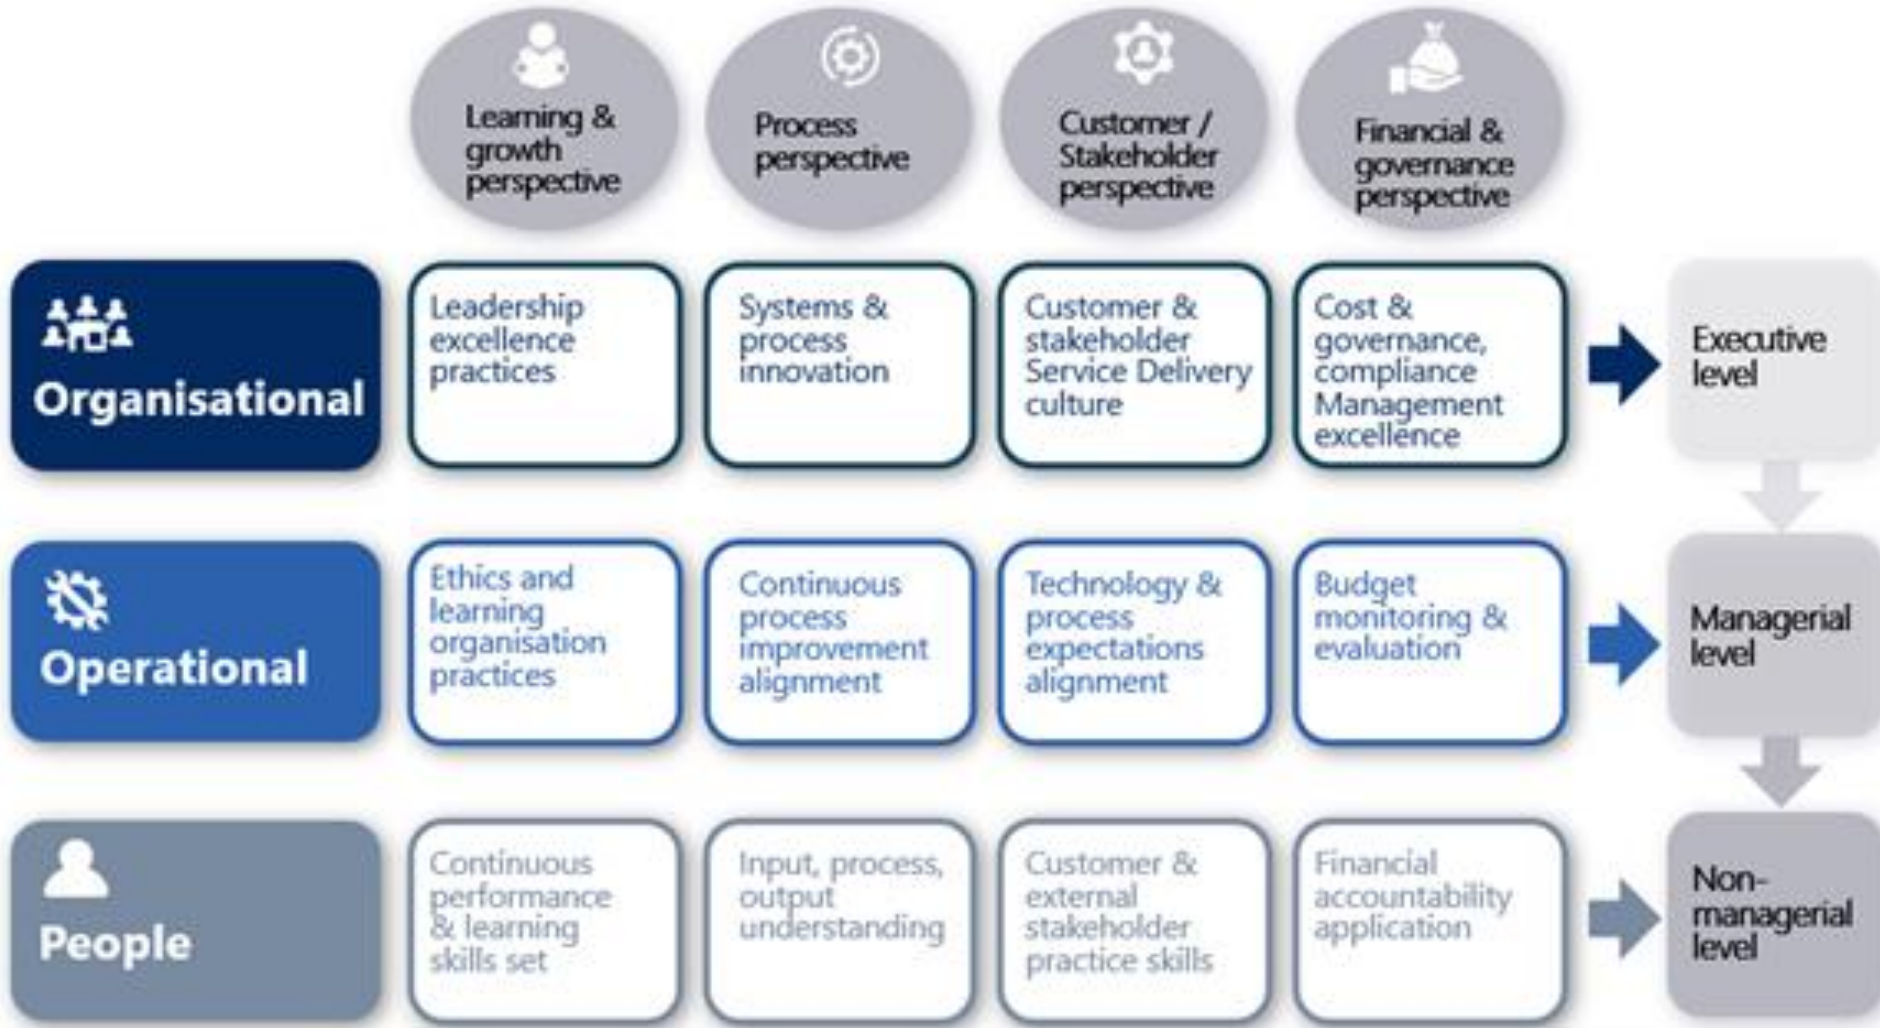 Learning &
growth
perspective
Process
perspective
Customer /
Stakeholder
perspective
Financial &
governance
perspective
Organisational
Leadership
excellence
practices
Systems &
process
innovation
Customer &
stakeholder
Service Delivery
culture
Cost &
governance,
compliance
Management
excellence
Executive
level
Operational
Ethics and
learning
organisation
practices
Continuous
process
improvement
alignment
Technology &
process
expectations
alignment
Budget
monitoring &
evaluation
Managerial
level
People
Continuous
performance
& learning
skills set
Input, process,
output
understanding
Customer &
external
stakeholder
practice skills
Financial
accountability
application
Non-
managerial
level